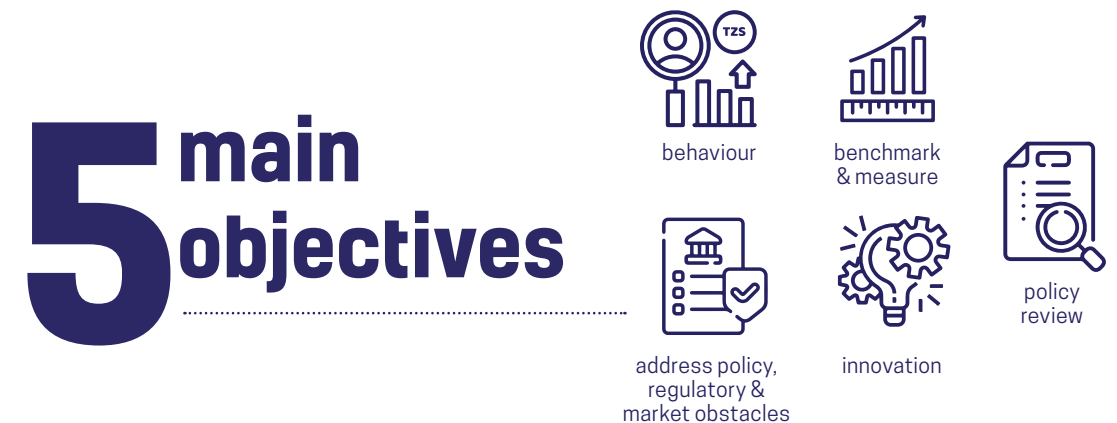 5
main
objectives
TZS
behaviour
benchmark
& measure
address policy,
regulatory &
market obstacles
innovation
policy
review